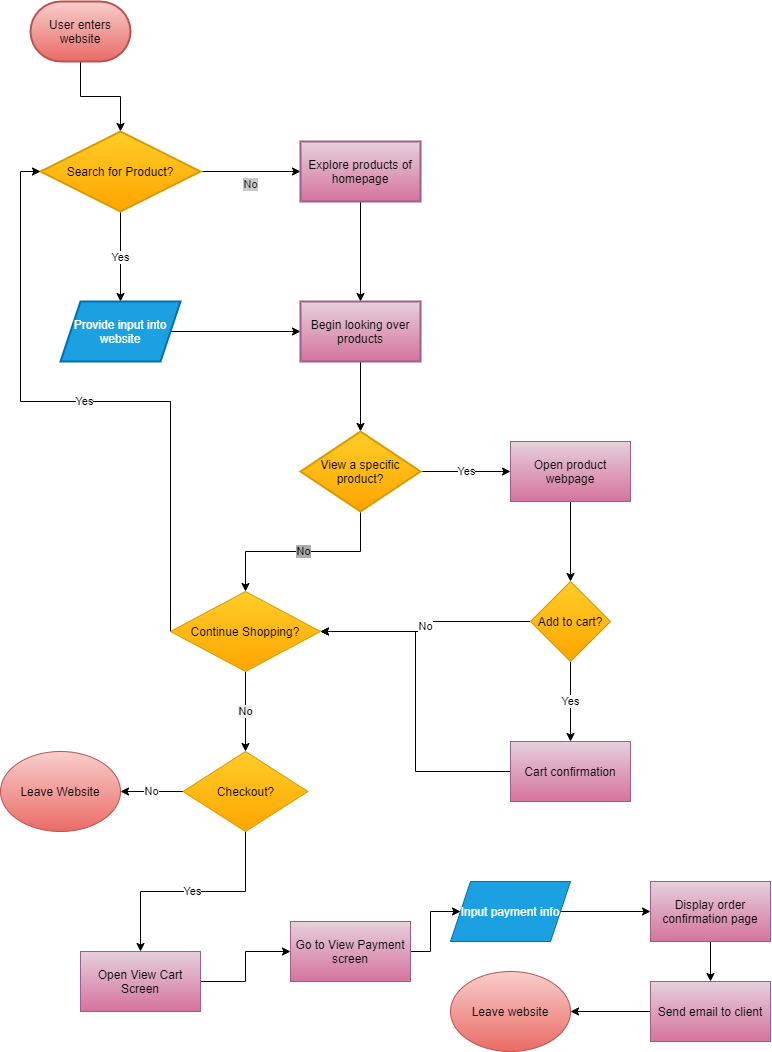 User enters
website
Search for Product?
No
Explore products of
homepage
Yes
Provide input into
website
Begin looking over
products
Yes
View a specific
product?
Yes
Open product
webpage
No
Continue Shopping?
No
Add to cart?
Yes
No
Cart confirmation
Leave Website
No
Checkout?
Yes
Input payment info
Display order
confirmation page
Go to View Payment
screen
Open View Cart
Screen
Leave website
Send email to client